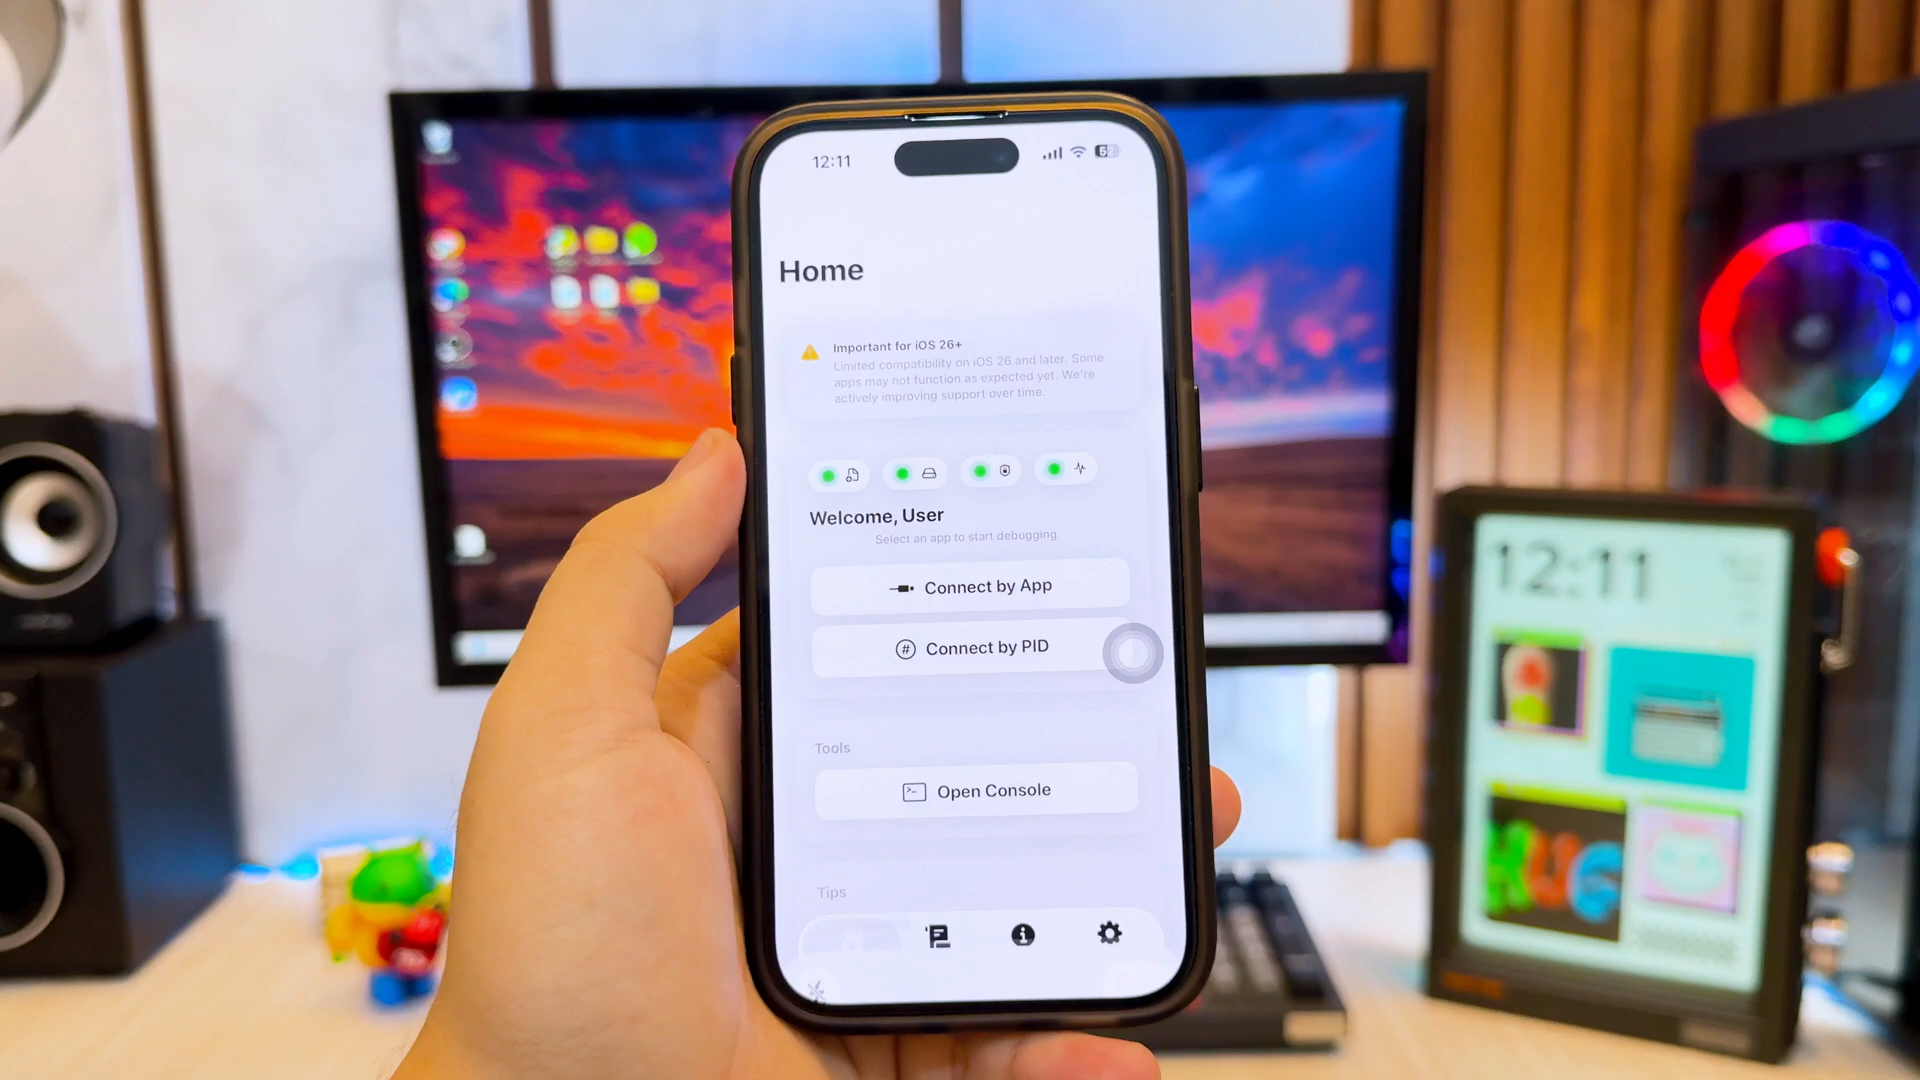 12:11
Home
Important for iOS 26+
Limited compatibility on iOS 26 and later. Some
apps may not function as expected yet. We're
actively improving support over time.
Welcome, User
Select an app to start debugging.
Connect by App
# Connect by PID
Tools
Open Console
Tips
12:11
HUG